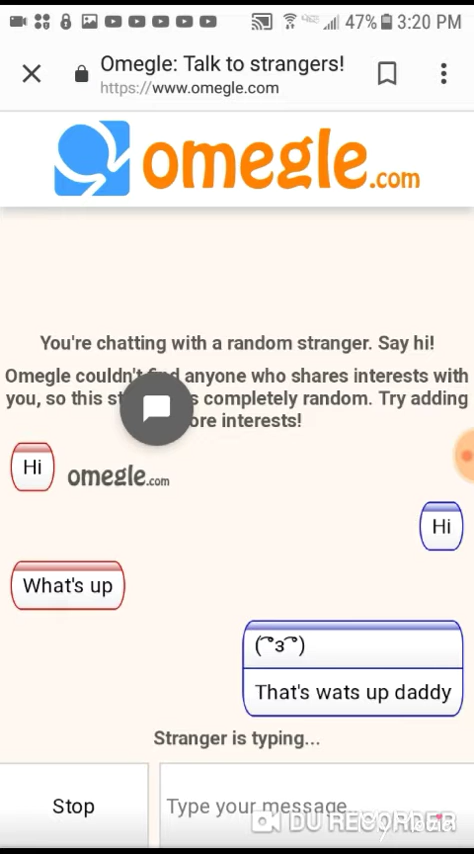 47% 3:20 PM
Omegle: Talk to strangers!
https://www.omegle.com
omegle.com
You're chatting with a random stranger. Say hi!
Omegle couldn't find anyone who shares interests with
you, so this completely random. Try adding
more interests!
Hi
omegle.com
Hi
What's up
( ͡°з ͡°)
That's wats up daddy
Stranger is typing...
Stop
Type your message...
DU RECORDER